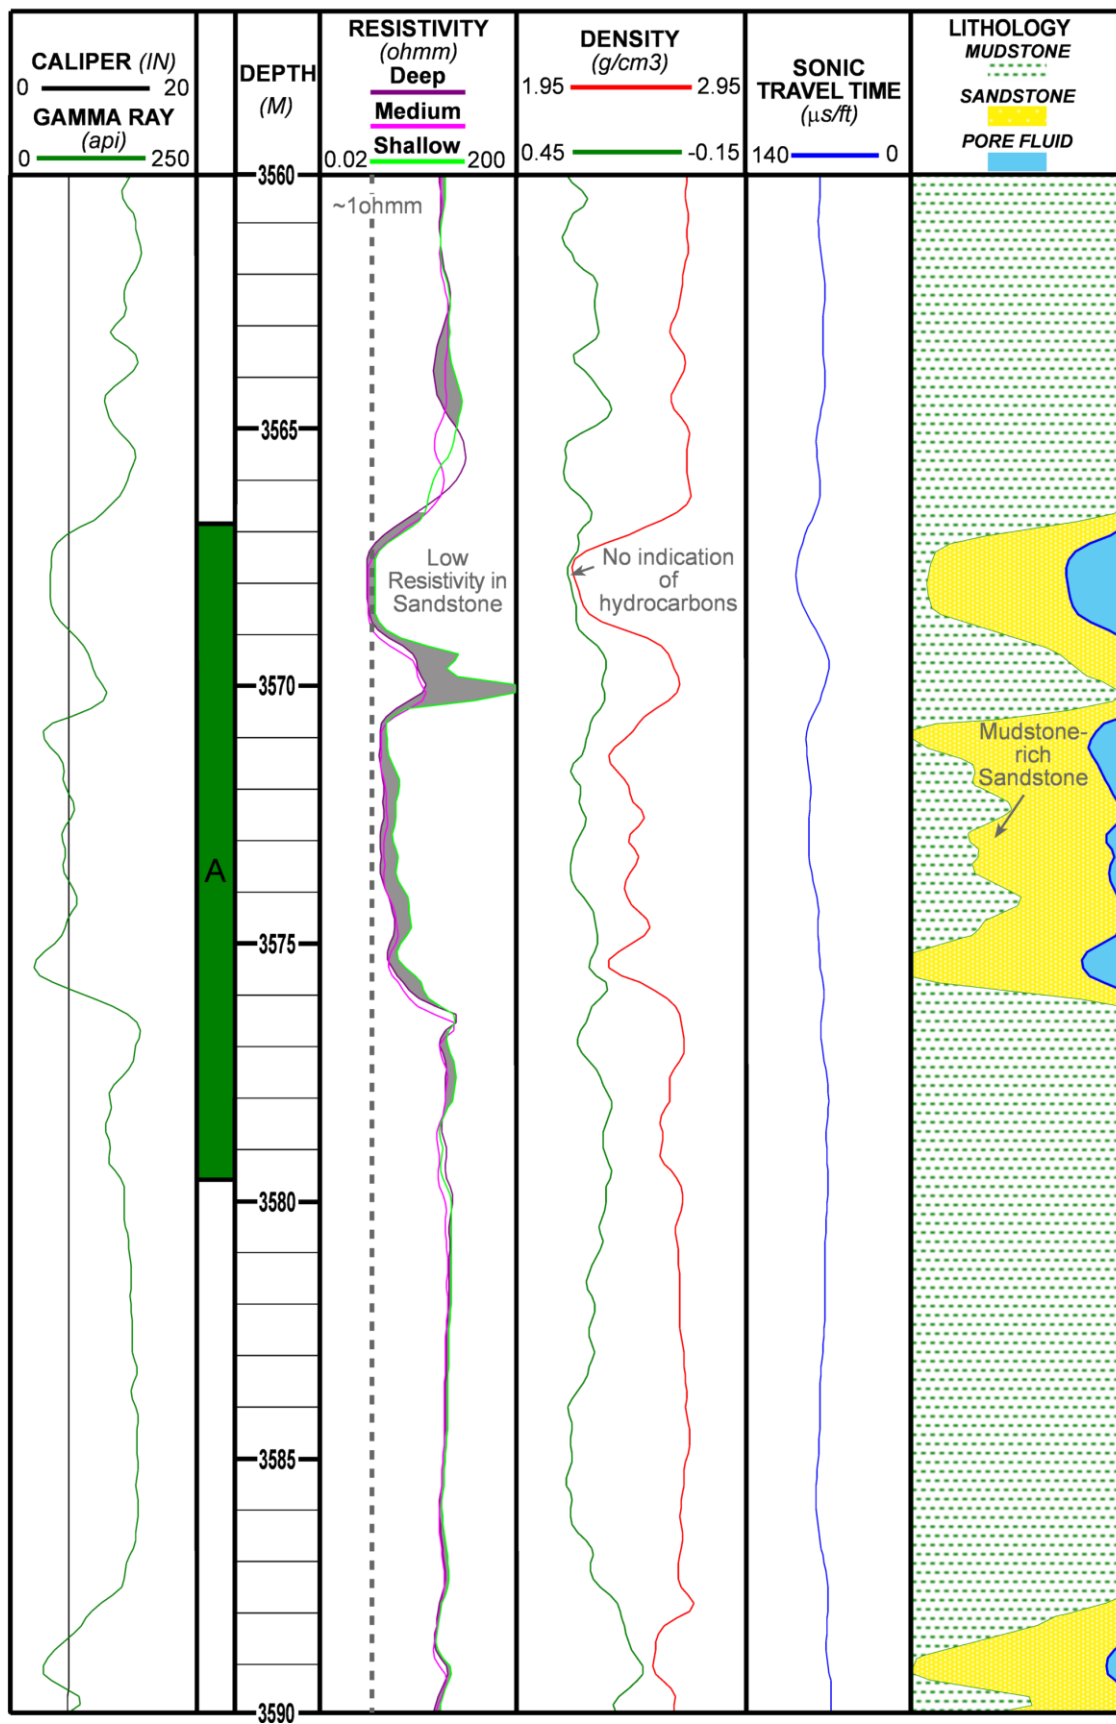 CALIPER (IN)
0 20
GAMMA RAY
(api)
0 250
DEPTH
(M)
RESISTIVITY
(ohmm)
Deep
Medium
Shallow
0.02 200
DENSITY
(g/cm3)
1.95 2.95
0.45 -0.15
SONIC
TRAVEL TIME
(µs/ft)
140 0
LITHOLOGY
MUDSTONE
SANDSTONE
PORE FLUID
3560
~1ohmm
3565
Low
Resistivity in
Sandstone
No indication
of
hydrocarbons
3570
Mudstone-
rich
Sandstone
A
3575
3580
3585
3590